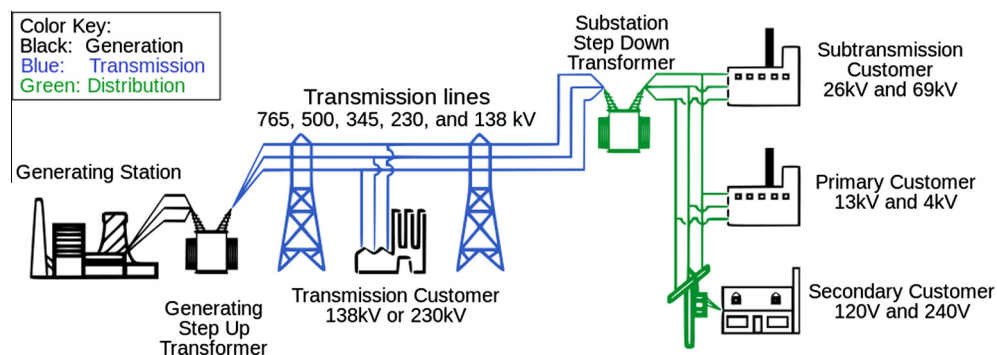 Color Key:
Black: Generation
Blue: Transmission
Green: Distribution
Substation
Step Down
Transformer
Subtransmission
Customer
26kV and 69kV
Transmission lines
765, 500, 345, 230, and 138 kV
Generating Station
Primary Customer
13kV and 4kV
Transmission Customer
138kV or 230kV
Generating
Step Up
Transformer
Secondary Customer
120V and 240V